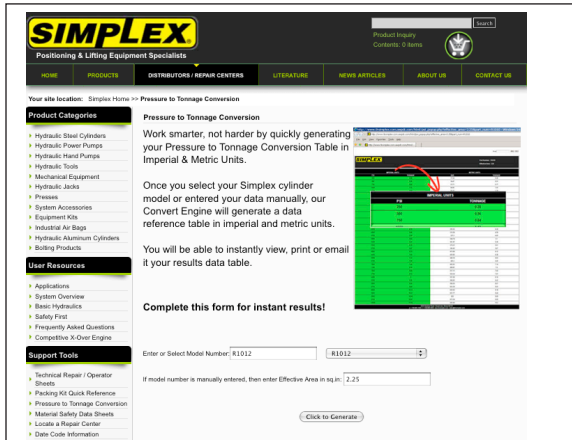 SIMPLEX
Positioning & Lifting Equipment Specialists
Search
Product Inquiry
Contents: 0 items
HOME
PRODUCTS
DISTRIBUTORS / REPAIR CENTERS
LITERATURE
NEWS ARTICLES
ABOUT US
CONTACT US
Your site location: Simplex Home >> Pressure to Tonnage Conversion
Product Categories
Hydraulic Steel Cylinders
Hydraulic Power Pumps
Hydraulic Hand Pumps
Hydraulic Tools
Mechanical Equipment
Hydraulic Jacks
Presses
System Accessories
Equipment Kits
Industrial Air Bags
Hydraulic Aluminum Cylinders
Bolting Products
User Resources
Applications
System Overview
Basic Hydraulics
Safety First
Frequently Asked Questions
Competitive X-Over Engine
Support Tools
Technical Repair / Operator
Sheets
Packing Kit Quick Reference
Pressure to Tonnage Conversion
Material Safety Data Sheets
Locate a Repair Center
Date Code Information
Pressure to Tonnage Conversion
Work smarter, not harder by quickly generating
your Pressure to Tonnage Conversion Table in
Imperial & Metric Units.
Once you select your Simplex cylinder
model or entered your data manually, our
Convert Engine will generate a data
reference table in imperial and metric units.
You will be able to instantly view, print or email
it your results data table.
SIMPLEX
IMPERIAL UNITS
PSI
TONNAGE
Complete this form for instant results!
Enter or Select Model Number: R1012
R1012
If model number is manually entered, then enter Effective Area in sq.in: 2.25
Click to Generate